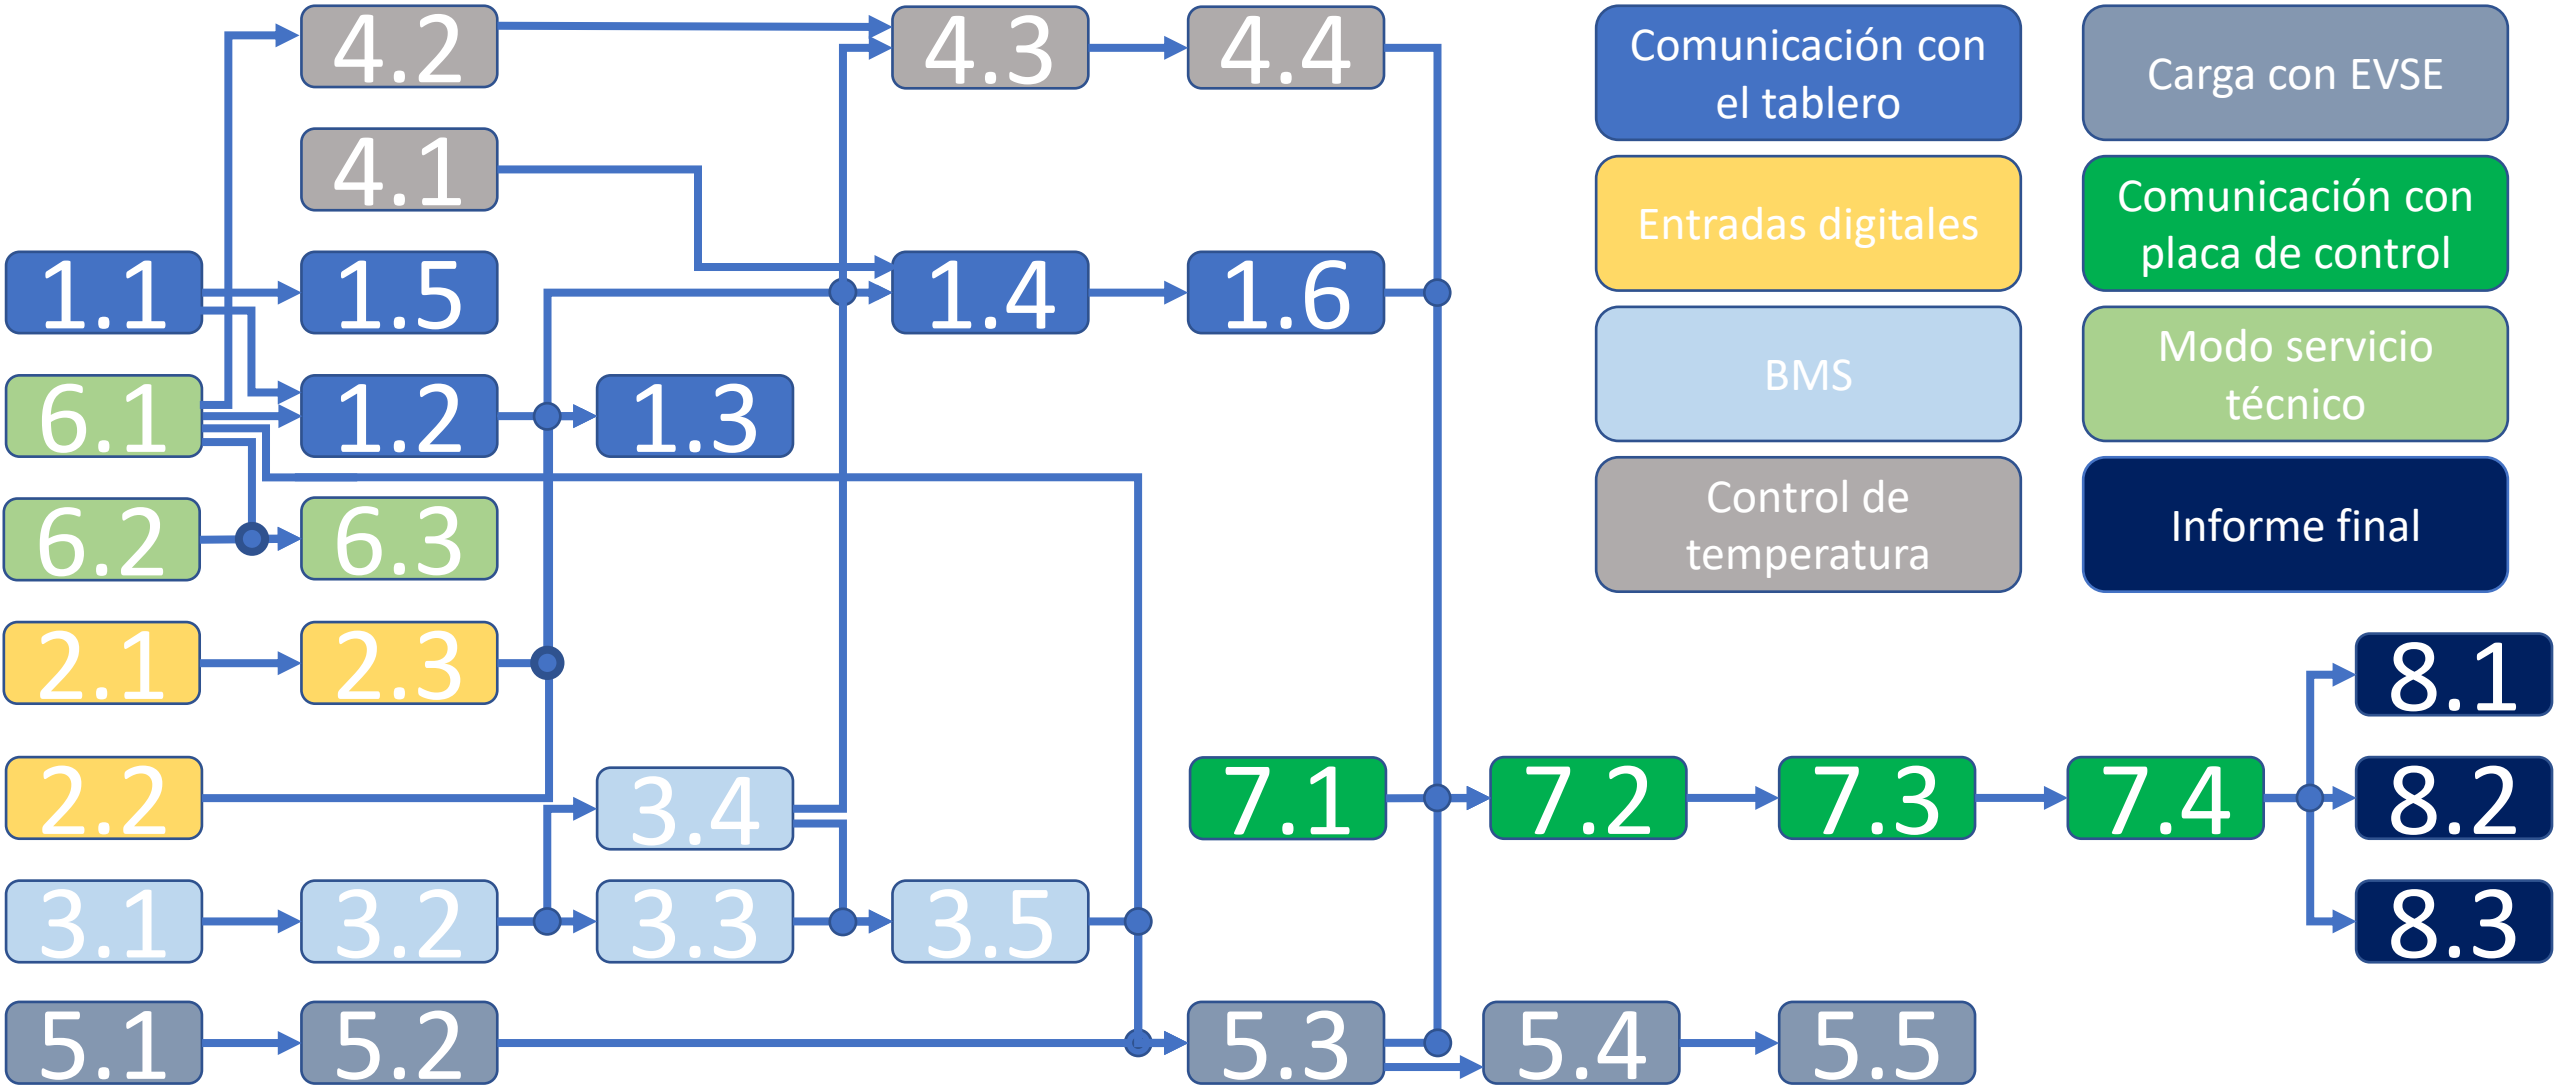 4.2
4.3
4.4
4.1
1.1
1.5
1.4
1.6
6.1
1.2
1.3
6.2
6.3
2.1
2.3
2.2
3.4
3.1
3.2
3.3
3.5
5.1
5.2
5.3
5.4
5.5
7.1
7.2
7.3
7.4
8.1
8.2
8.3
Comunicación con
el tablero
Carga con EVSE
Entradas digitales
Comunicación con
placa de control
BMS
Modo servicio
técnico
Control de
temperatura
Informe final